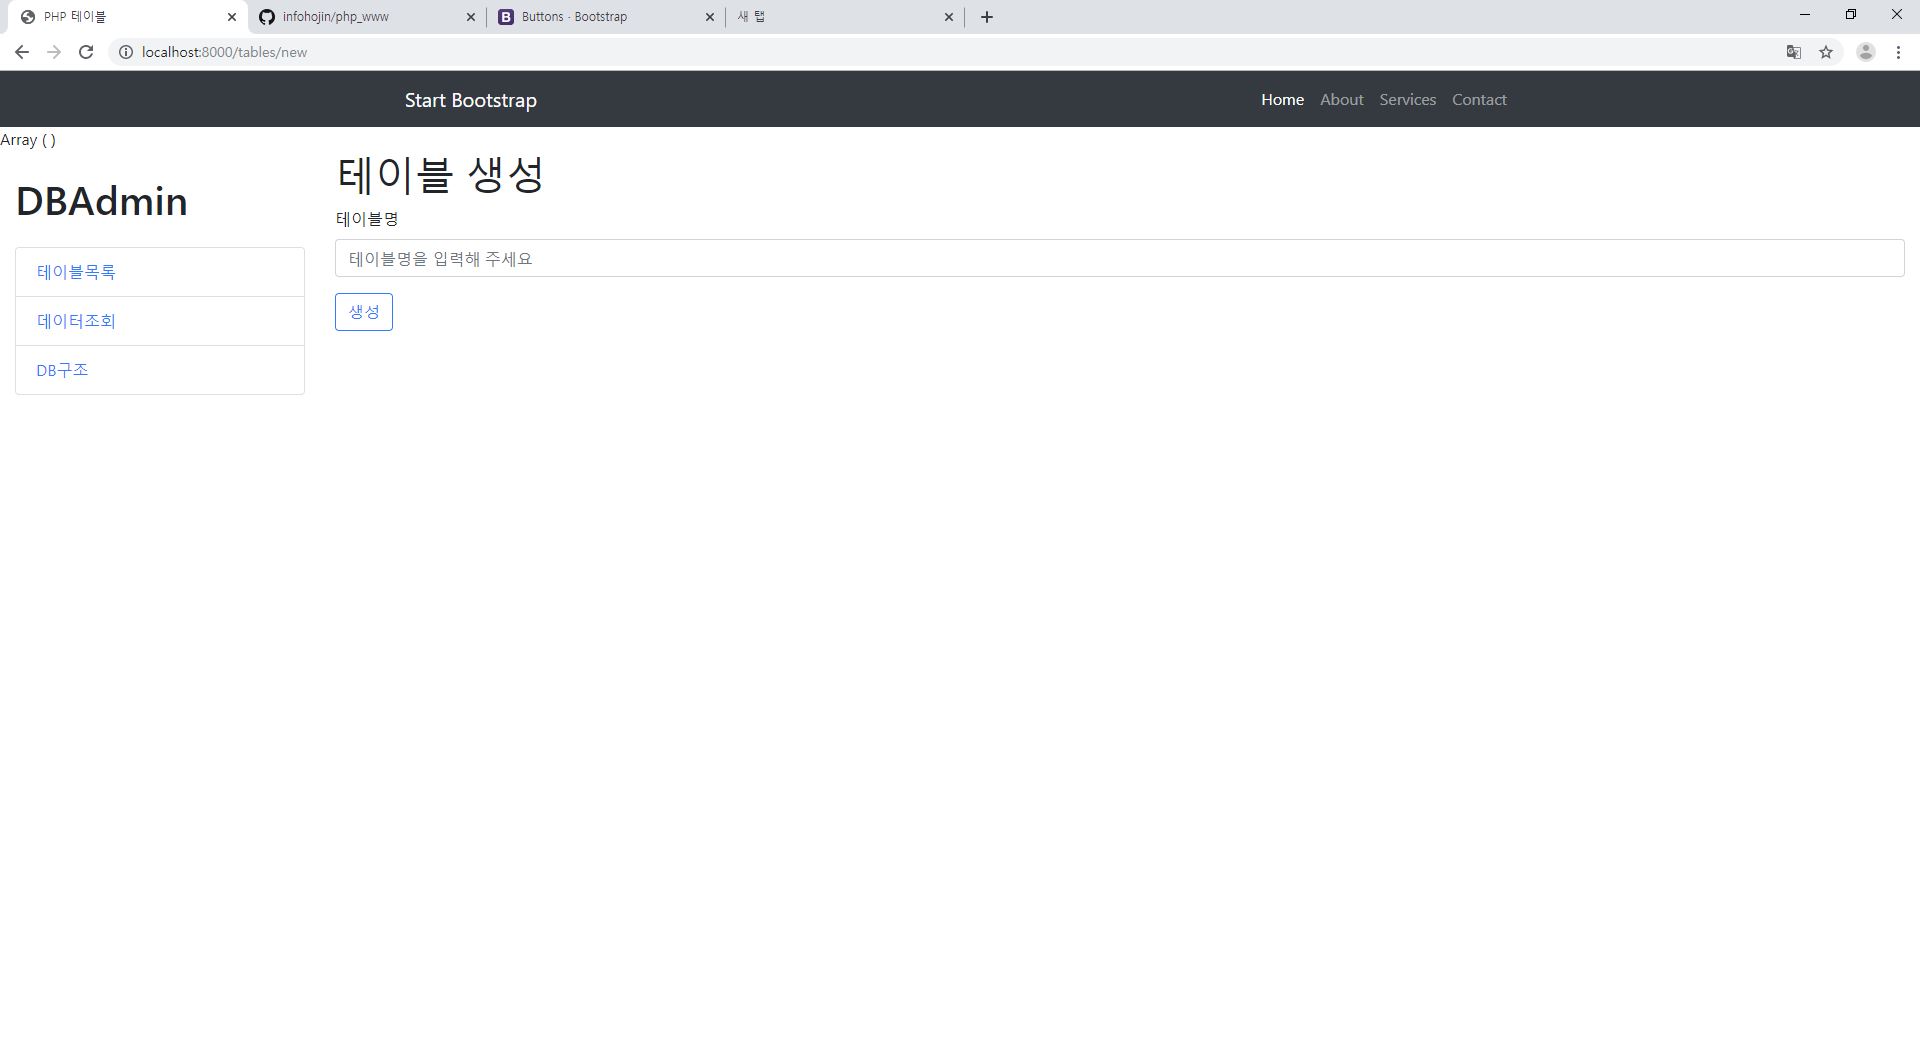 PHP 테이블
infohojin/php_www
Buttons · Bootstrap
새 탭
localhost:8000/tables/new
Start Bootstrap
Home About Services Contact
Array ( )
DBAdmin
테이블목록
데이터조회
DB구조
테이블 생성
테이블명
테이블명을 입력해 주세요
생성